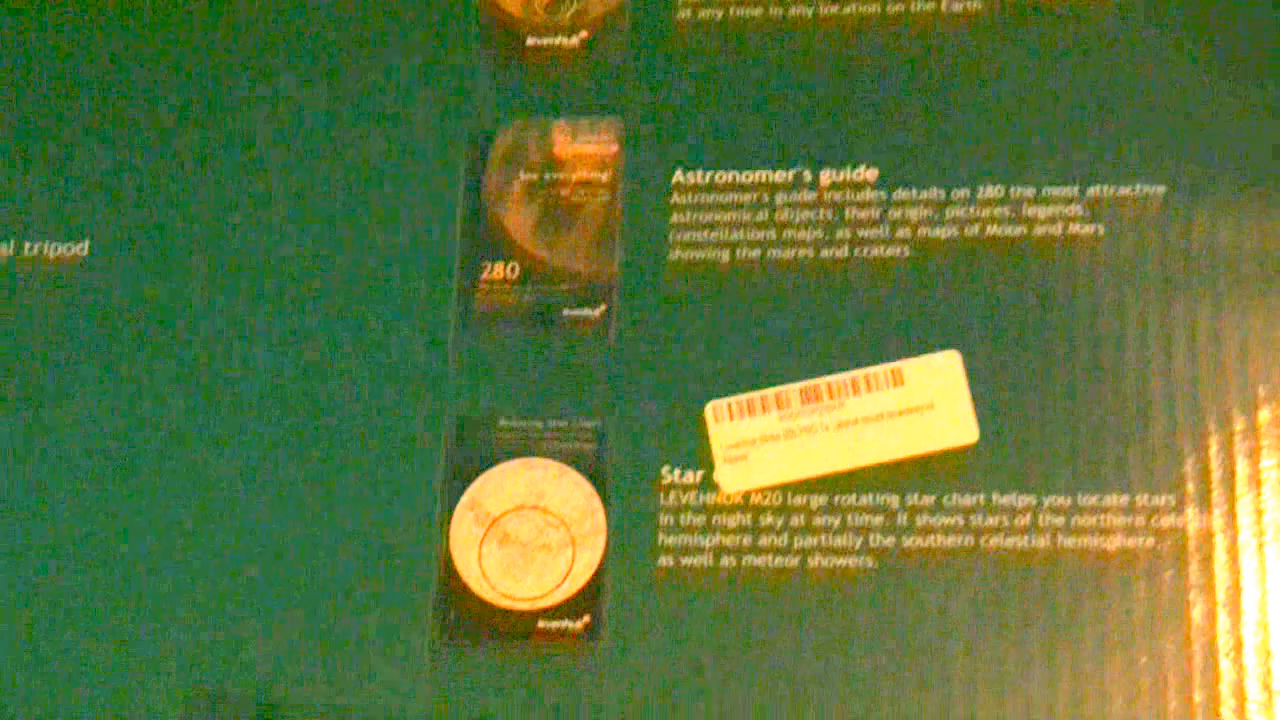 at any time in any location on the Earth
levenhuk
Astronomer's guide
Astronomer's guide includes details on 280 the most attractive
astronomical objects, their origin, pictures, legends,
constellations maps, as well as maps of Moon and Mars
showing the mares and craters
al tripod
280
levenhuk
Star
LEVENHUK M20 large rotating star chart helps you locate stars
in the night sky at any time. It shows stars of the northern celestial
hemisphere and partially the southern celestial hemisphere,
as well as meteor showers.
levenhuk